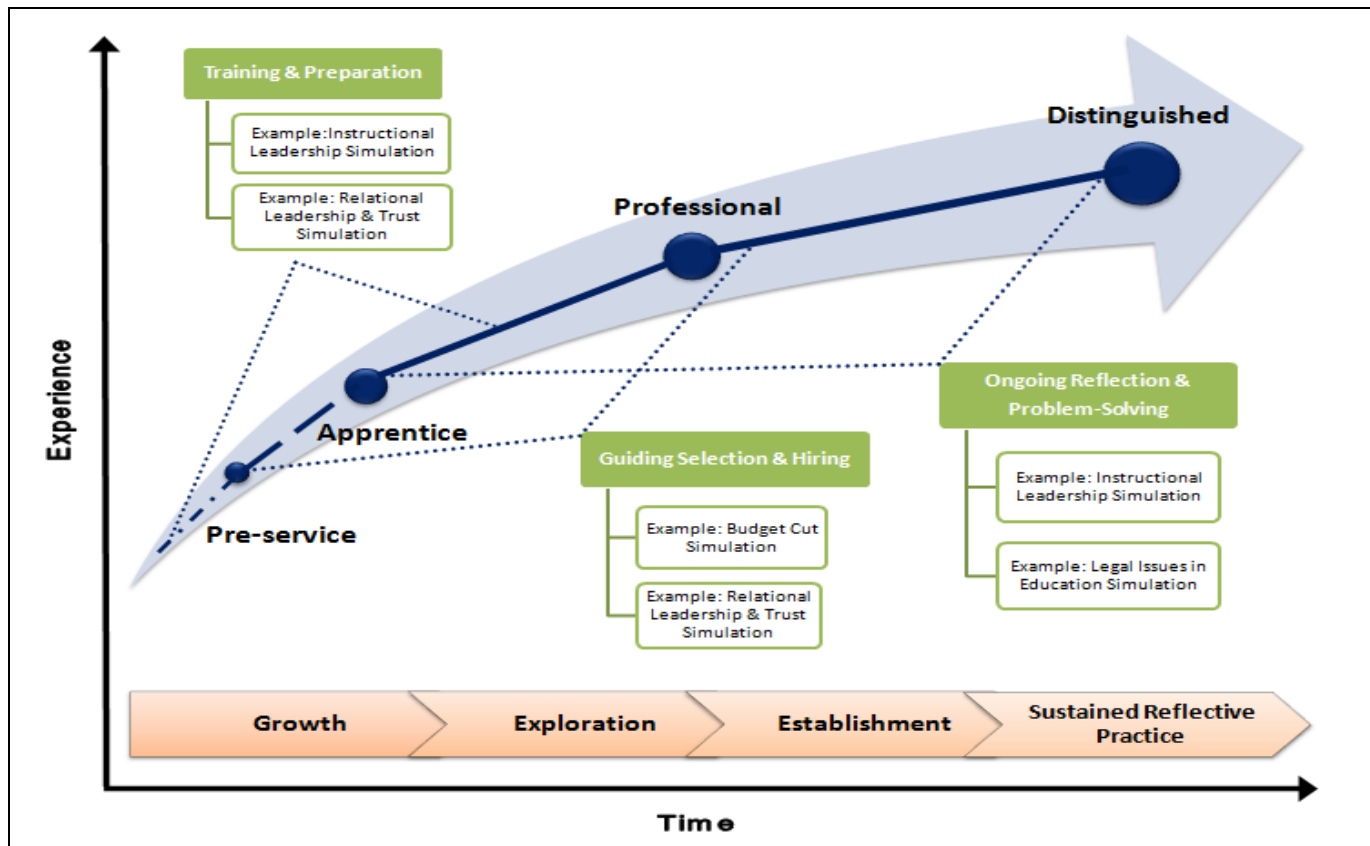 Training & Preparation
Example:Instructional
Leadership Simulation
Example: Relational
Leadership & Trust
Simulation
Distinguished
Professional
Apprentice
Pre-service
Experience
Guiding Selection & Hiring
Example: Budget Cut
Simulation
Example: Relational
Leadership & Trust
Simulation
Ongoing Reflection &
Problem-Solving
Example: Instructional
Leadership Simulation
Example: Legal Issues in
Education Simulation
Growth
Exploration
Establishment
Sustained Reflective
Practice
Time